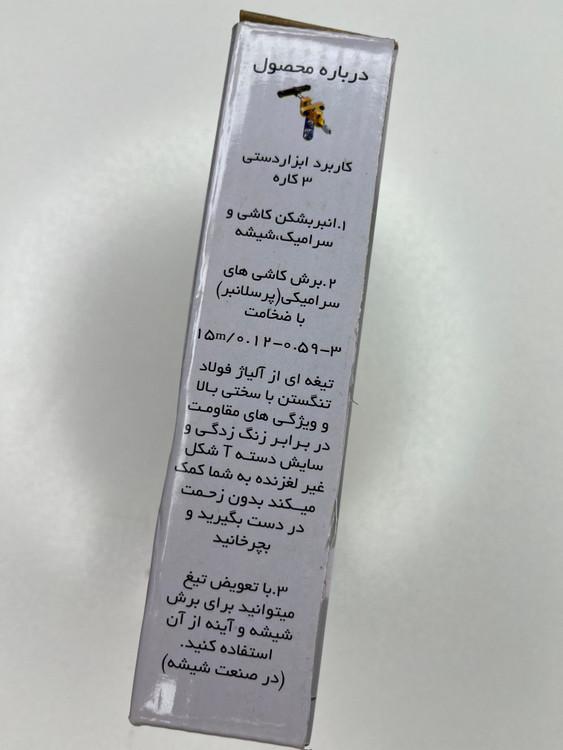 درباره محصول
کاربرد ابزاردستی
۳ کاره
۱.انبربشکن کاشی و
سرامیک،شیشه
۲.برش کاشی های
سرامیکی(پرسلانبر)
با ضخامت
۱۵m/۰.۱۲-۰.۵۹-۳
تیغه ای از آلیاژ فولاد
تنگستن با سختی بالا
و ویژگی های مقاومت
در برابر زنگ زدگی و
سایش دسته T شکل
غیر لغزنده به شما کمک
میکند بدون زحمت
در دست بگیرید و
بچرخانید
۳.با تعویض تیغ
میتوانید برای برش
شیشه و آینه از آن
استفاده کنید.
(در صنعت شیشه)